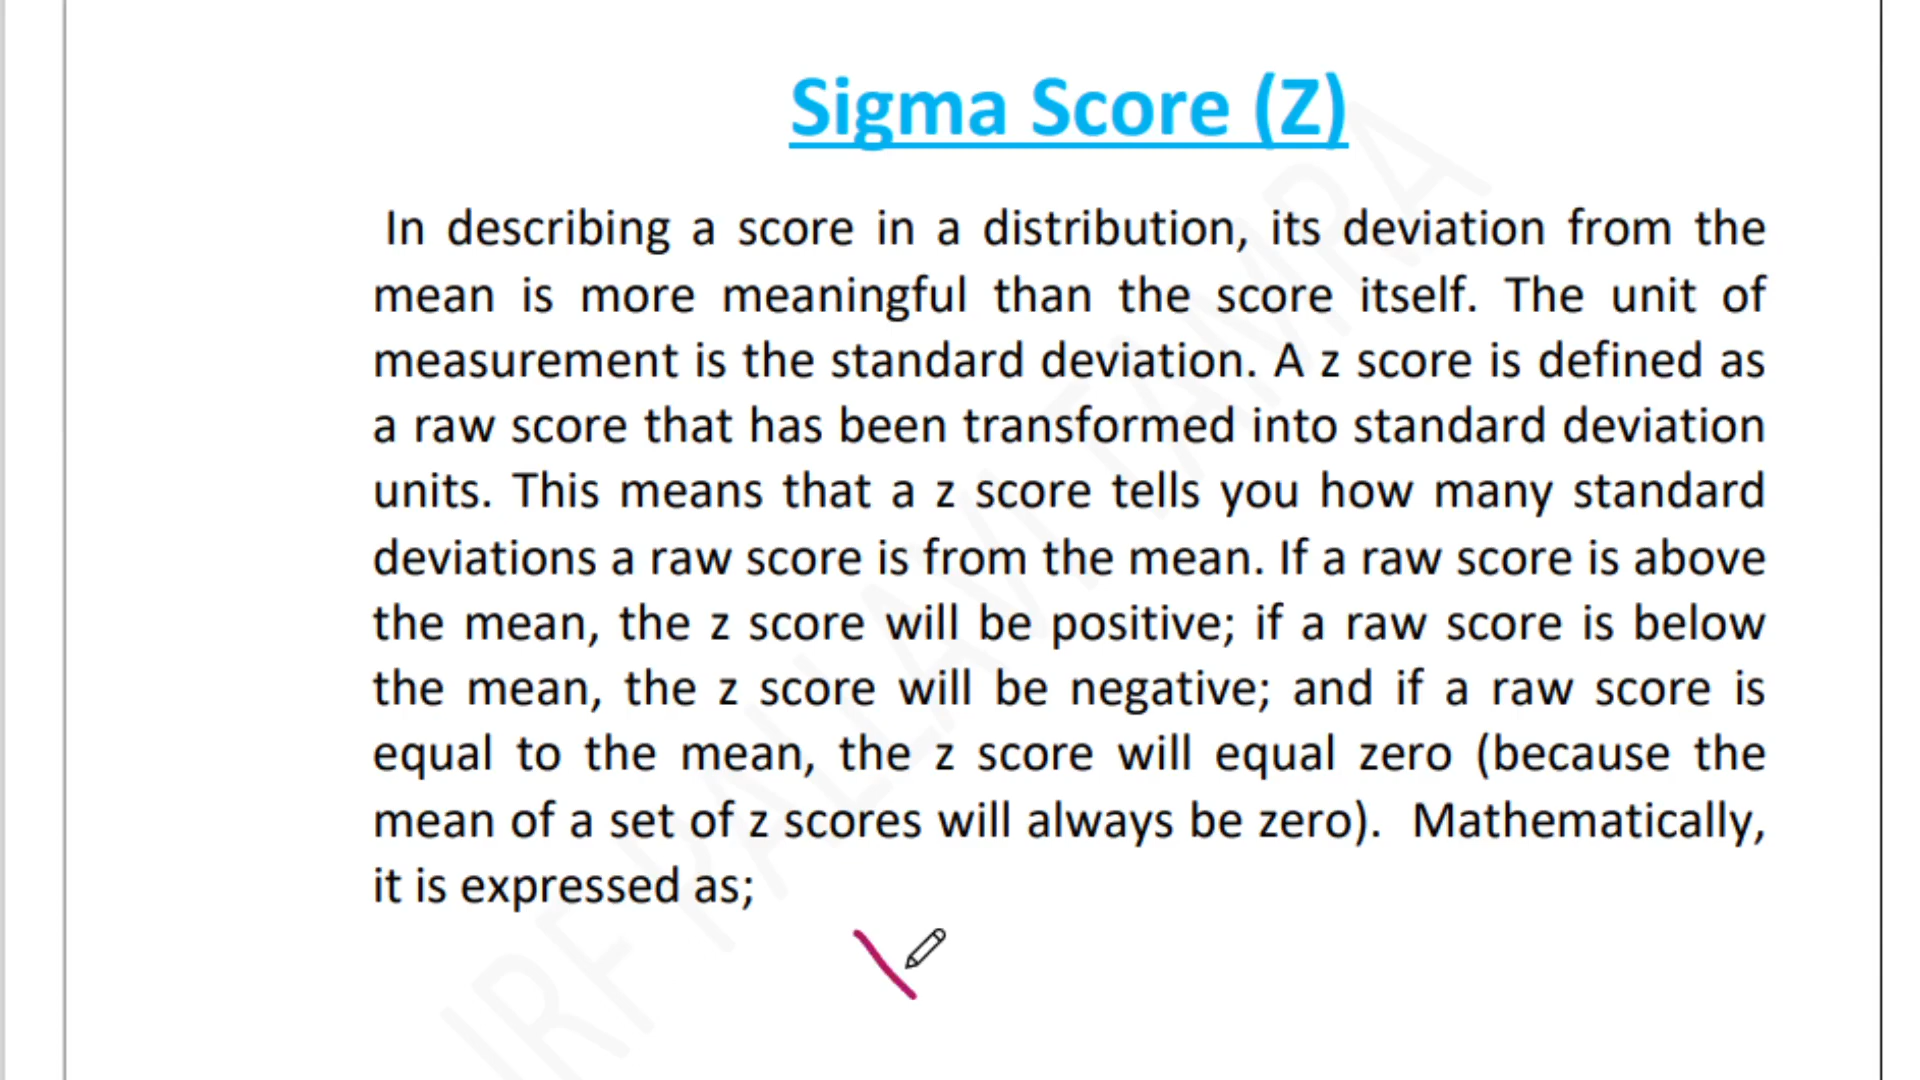 Sigma Score (Z)
In describing a score in a distribution, its deviation from the
mean is more meaningful than the score itself. The unit of
measurement is the standard deviation. A z score is defined as
a raw score that has been transformed into standard deviation
units. This means that a z score tells you how many standard
deviations a raw score is from the mean. If a raw score is above
the mean, the z score will be positive; if a raw score is below
the mean, the z score will be negative; and if a raw score is
equal to the mean, the z score will equal zero (because the
mean of a set of z scores will always be zero). Mathematically,
it is expressed as;
JRF PALLAVI TAMRA